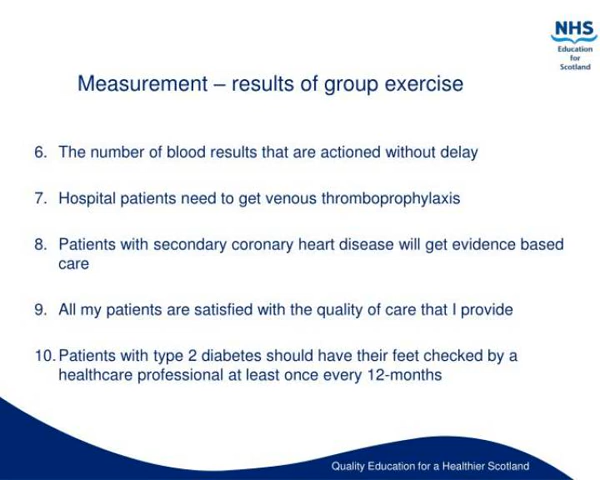 NHS
Education
for
Scotland
Measurement – results of group exercise
6. The number of blood results that are actioned without delay
7. Hospital patients need to get venous thromboprophylaxis
8. Patients with secondary coronary heart disease will get evidence based
care
9. All my patients are satisfied with the quality of care that I provide
10. Patients with type 2 diabetes should have their feet checked by a
healthcare professional at least once every 12-months
Quality Education for a Healthier Scotland